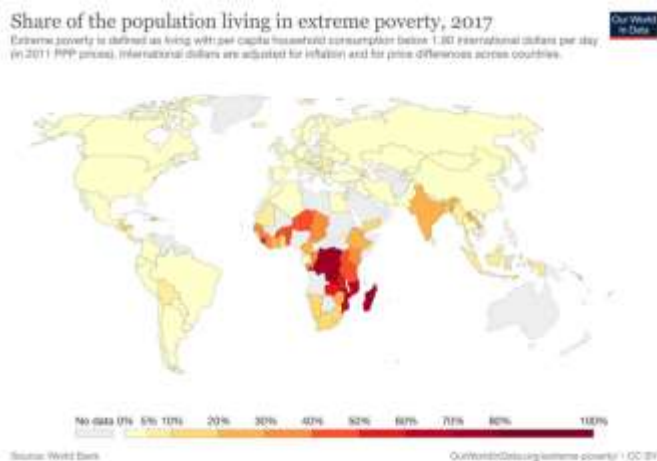 Share of the population living in extreme poverty, 2017
Our World
in Data
Extreme poverty is defined as living with per capita household consumption below 1.90 international dollars per day
(in 2011 PPP prices). International dollars are adjusted for inflation and for price differences across countries.
No data 0% 5% 10% 20% 30% 40% 50% 60% 70% 80% 100%
Source: World Bank
OurWorldInData.org/extreme-poverty/ • CC BY